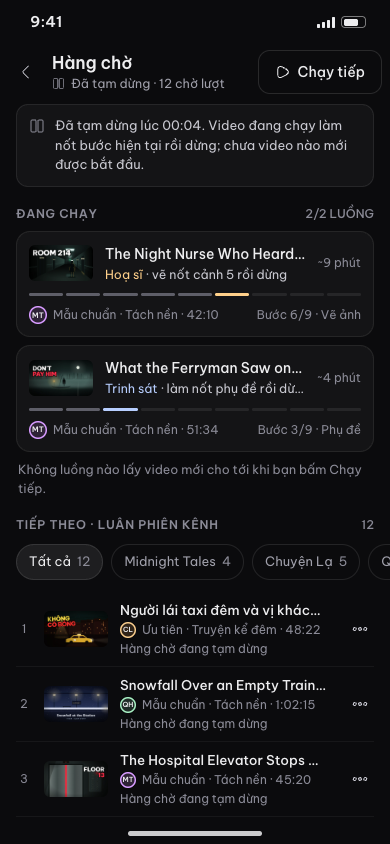 9:41
Hàng chờ
Đã tạm dừng · 12 chờ lượt
Chạy tiếp
Đã tạm dừng lúc 00:04. Video đang chạy làm
nốt bước hiện tại rồi dừng; chưa video nào mới
được bắt đầu.
ĐANG CHẠY
2/2 LUỒNG
ROOM 214
The Night Nurse Who Heard...
~9 phút
Hoạ sĩ · vẽ nốt cảnh 5 rồi dừng
MT Mẫu chuẩn · Tách nền · 42:10
Bước 6/9 · Vẽ ảnh
DON'T
PAY HIM
What the Ferryman Saw on...
~4 phút
Trinh sát · làm nốt phụ đề rồi dừ...
MT Mẫu chuẩn · Tách nền · 51:34
Bước 3/9 · Phụ đề
Không luồng nào lấy video mới cho tới khi bạn bấm Chạy
tiếp.
TIẾP THEO · LUÂN PHIÊN KÊNH
12
Tất cả 12
Midnight Tales 4
Chuyện Lạ 5
Q
1
KHÔNG
CÓ BÓNG
Người lái taxi đêm và vị khác...
CL Ưu tiên · Truyện kể đêm · 48:22
Hàng chờ đang tạm dừng
2
Snowfall Over an Empty Train...
QH Mẫu chuẩn · Tách nền · 1:02:15
Hàng chờ đang tạm dừng
3
FLOOR
13
The Hospital Elevator Stops ...
MT Mẫu chuẩn · Tách nền · 45:20
Hàng chờ đang tạm dừng